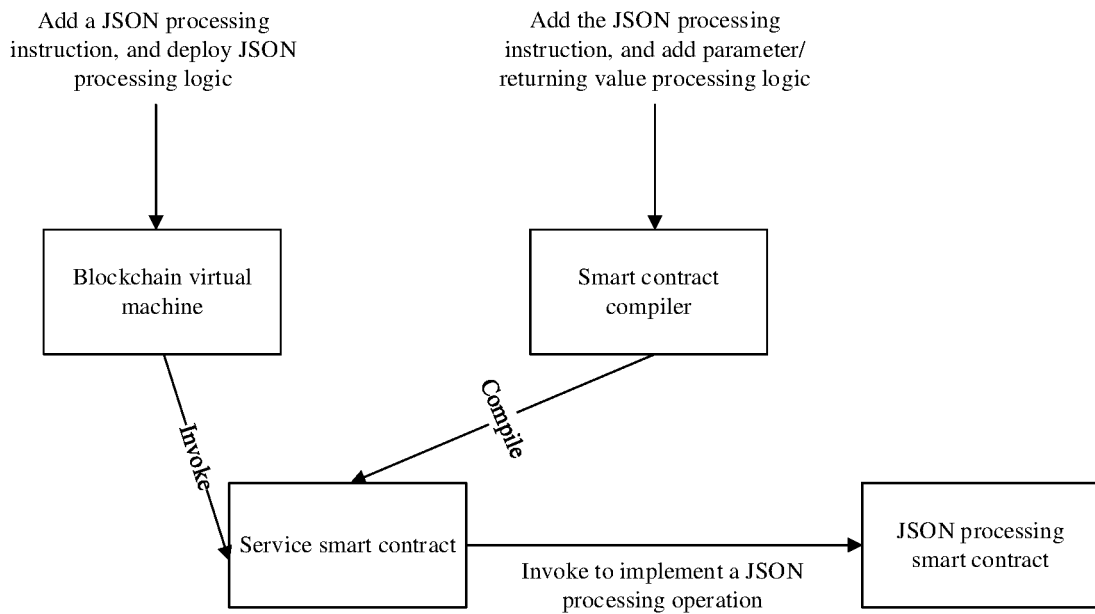 Add a JSON processing
instruction, and deploy JSON
processing logic
Add the JSON processing
instruction, and add parameter/
returning value processing logic
Blockchain virtual
machine
Smart contract
compiler
Invoke
Compile
Service smart contract
Invoke to implement a JSON
processing operation
JSON processing
smart contract